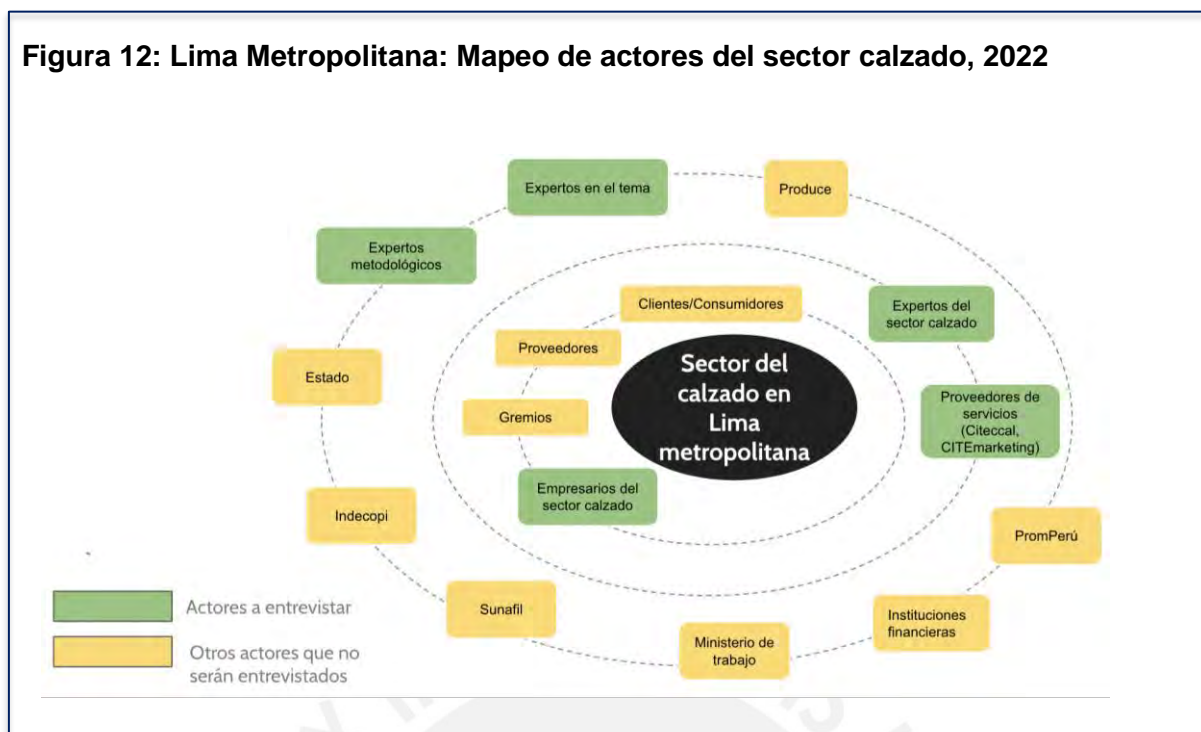 Figura 12: Lima Metropolitana: Mapeo de actores del sector calzado, 2022
Expertos en el tema
Produce
Expertos
metodológicos
Clientes/Consumidores
Expertos del
sector calzado
Proveedores
Estado
Sector del
calzado en
Lima
metropolitana
Gremios
Proveedores de
servicios
(Citeccal,
CITEmarketing)
Empresarios del
sector calzado
Indecopi
PromPerú
Sunafil
Instituciones
financieras
Ministerio de
trabajo
Actores a entrevistar
Otros actores que no
serán entrevistados